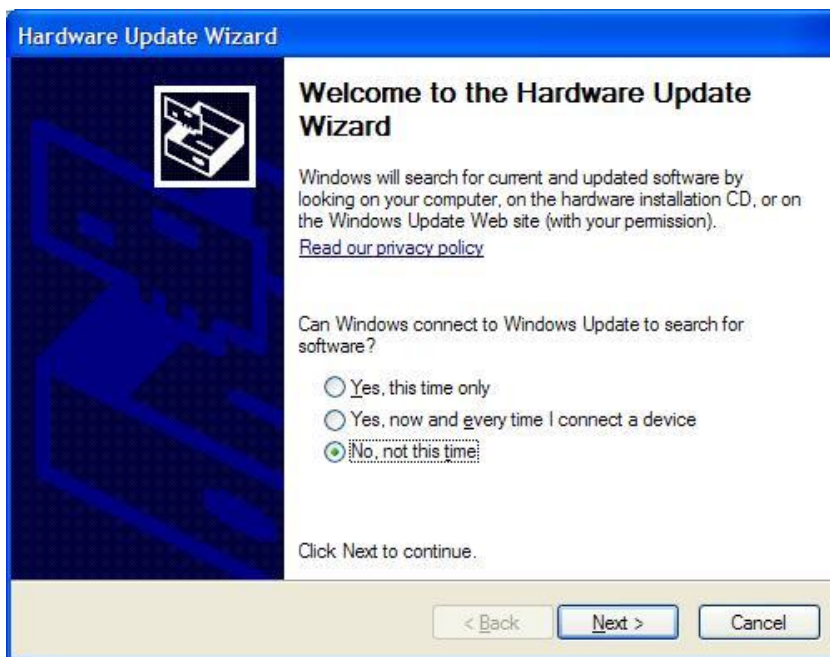 Hardware Update Wizard
Welcome to the Hardware Update
Wizard
Windows will search for current and updated software by
looking on your computer, on the hardware installation CD, or on
the Windows Update Web site (with your permission).
Read our privacy policy
Can Windows connect to Windows Update to search for
software?
Yes, this time only
Yes, now and every time I connect a device
No, not this time
Click Next to continue.
< Back Next > Cancel